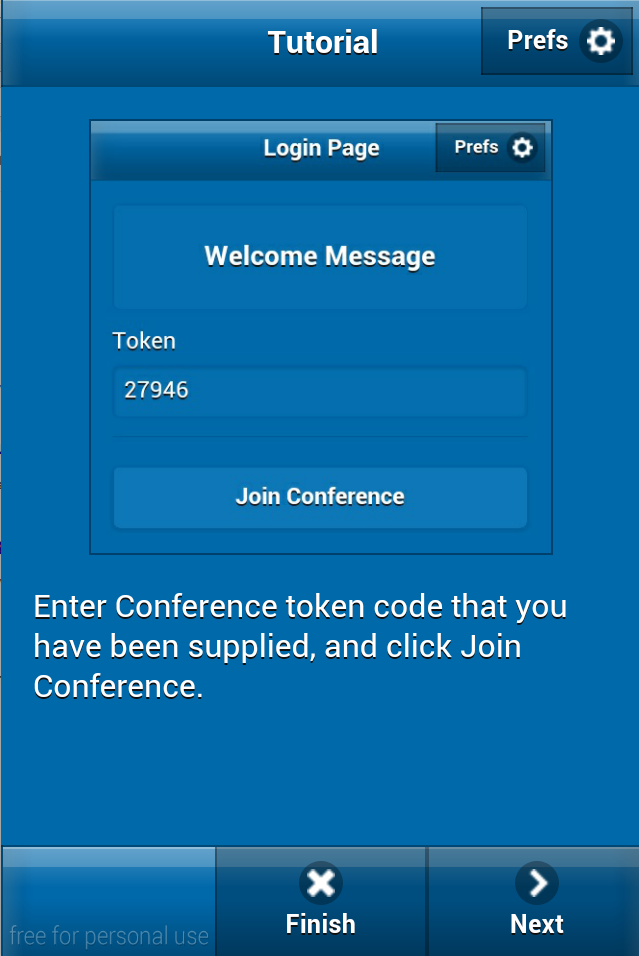 Tutorial
Prefs
Login Page
Prefs
Welcome Message
Token
27946
Join Conference
Enter Conference token code that you
have been supplied, and click Join
Conference.
free for personal use
Finish
Next